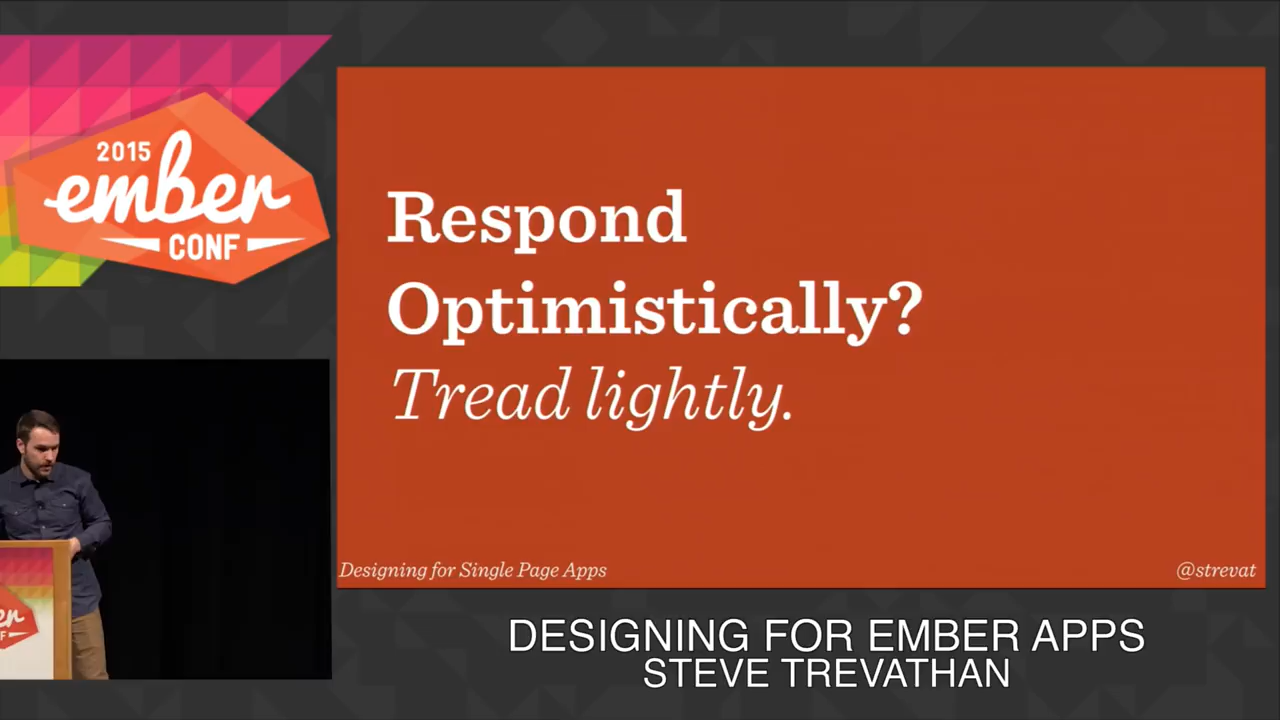 2015
ember
CONF
Respond
Optimistically?
Tread lightly.
Designing for Single Page Apps
@strevat
DESIGNING FOR EMBER APPS
STEVE TREVATHAN